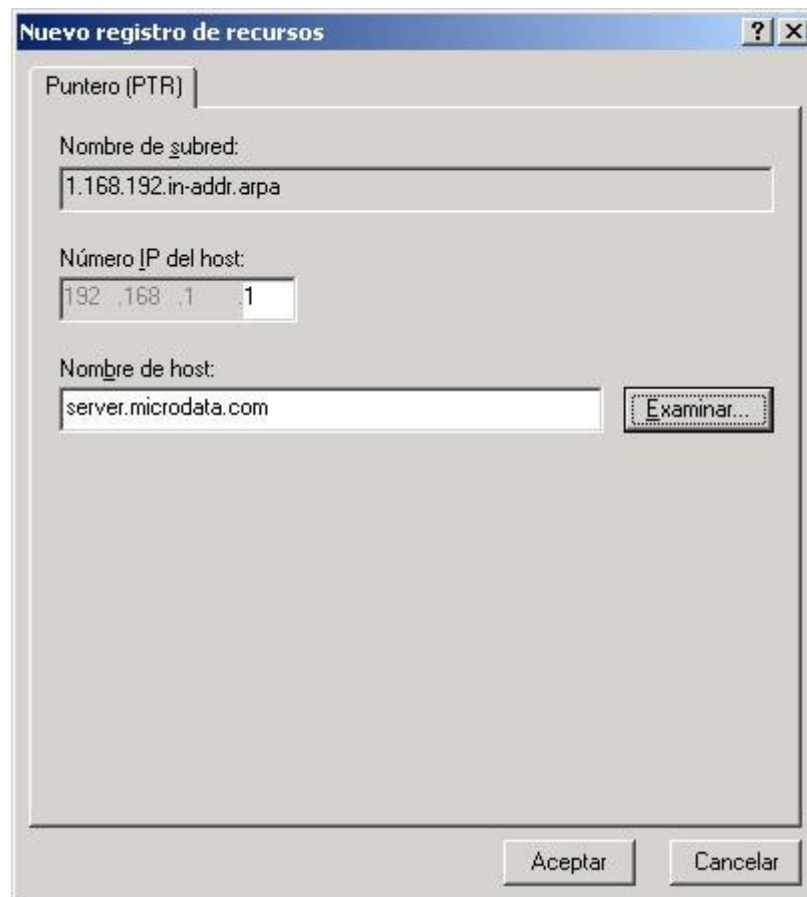 Nuevo registro de recursos
Puntero (PTR)
Nombre de subred:
1.168.192.in-addr.arpa
Número IP del host:
192 .168 .1 .1
Nombre de host:
server.microdata.com
Examinar...
Aceptar
Cancelar